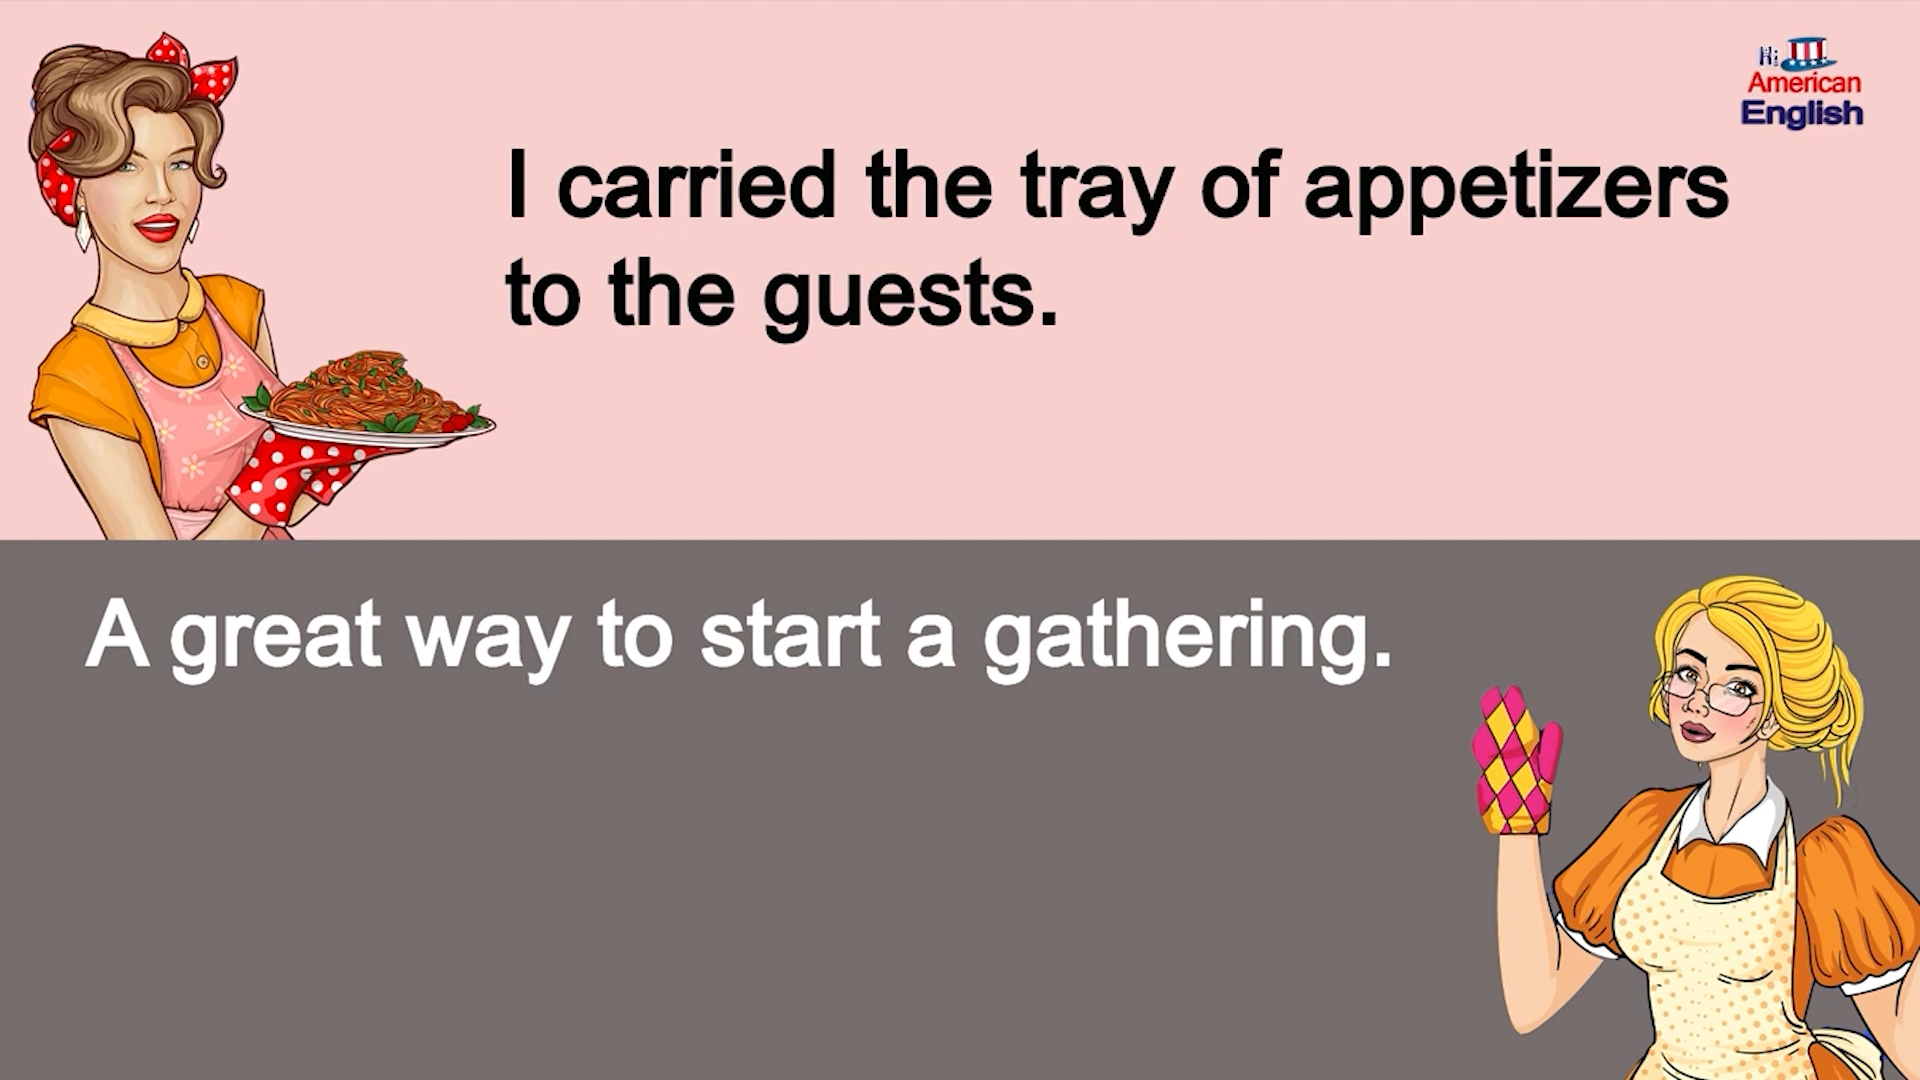 Hi
American
English
I carried the tray of appetizers
to the guests.
A great way to start a gathering.